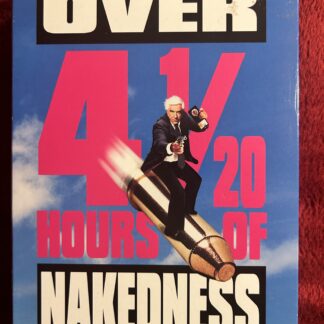 OVER
4 1/20
HOURS OF
NAKEDNESS